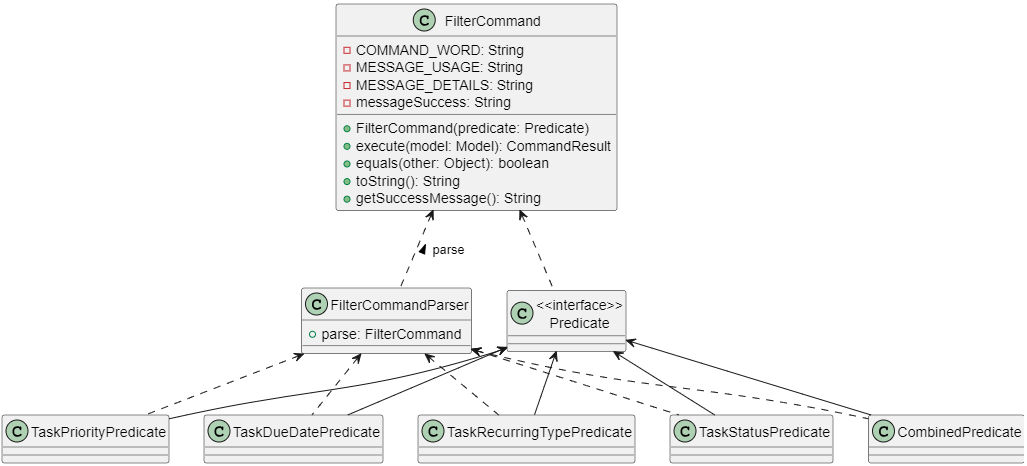 C FilterCommand
COMMAND_WORD: String
MESSAGE_USAGE: String
MESSAGE_DETAILS: String
messageSuccess: String
FilterCommand(predicate: Predicate)
execute(model: Model): CommandResult
equals(other: Object): boolean
toString(): String
getSuccessMessage(): String
parse
C FilterCommandParser
parse: FilterCommand
C <<interface>>
Predicate
C TaskPriorityPredicate
C TaskDueDatePredicate
C TaskRecurringTypePredicate
C TaskStatusPredicate
C CombinedPredicate